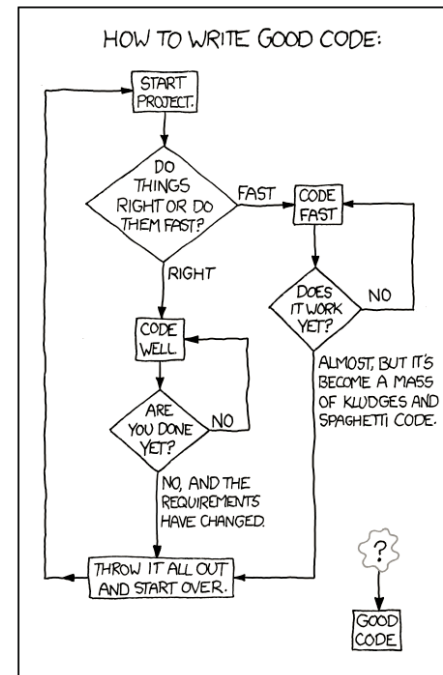 HOW TO WRITE GOOD CODE:
START
PROJECT.
DO
THINGS
RIGHT OR DO
THEM FAST?
FAST
CODE
FAST
RIGHT
DOES
IT WORK
YET?
NO
CODE
WELL
ALMOST, BUT IT'S
BECOME A MASS
OF KLUDGES AND
SPAGHETTI CODE.
ARE
YOU DONE
YET?
NO
NO, AND THE
REQUIREMENTS
HAVE CHANGED.
THROW IT ALL OUT
AND START OVER.
?
GOOD
CODE